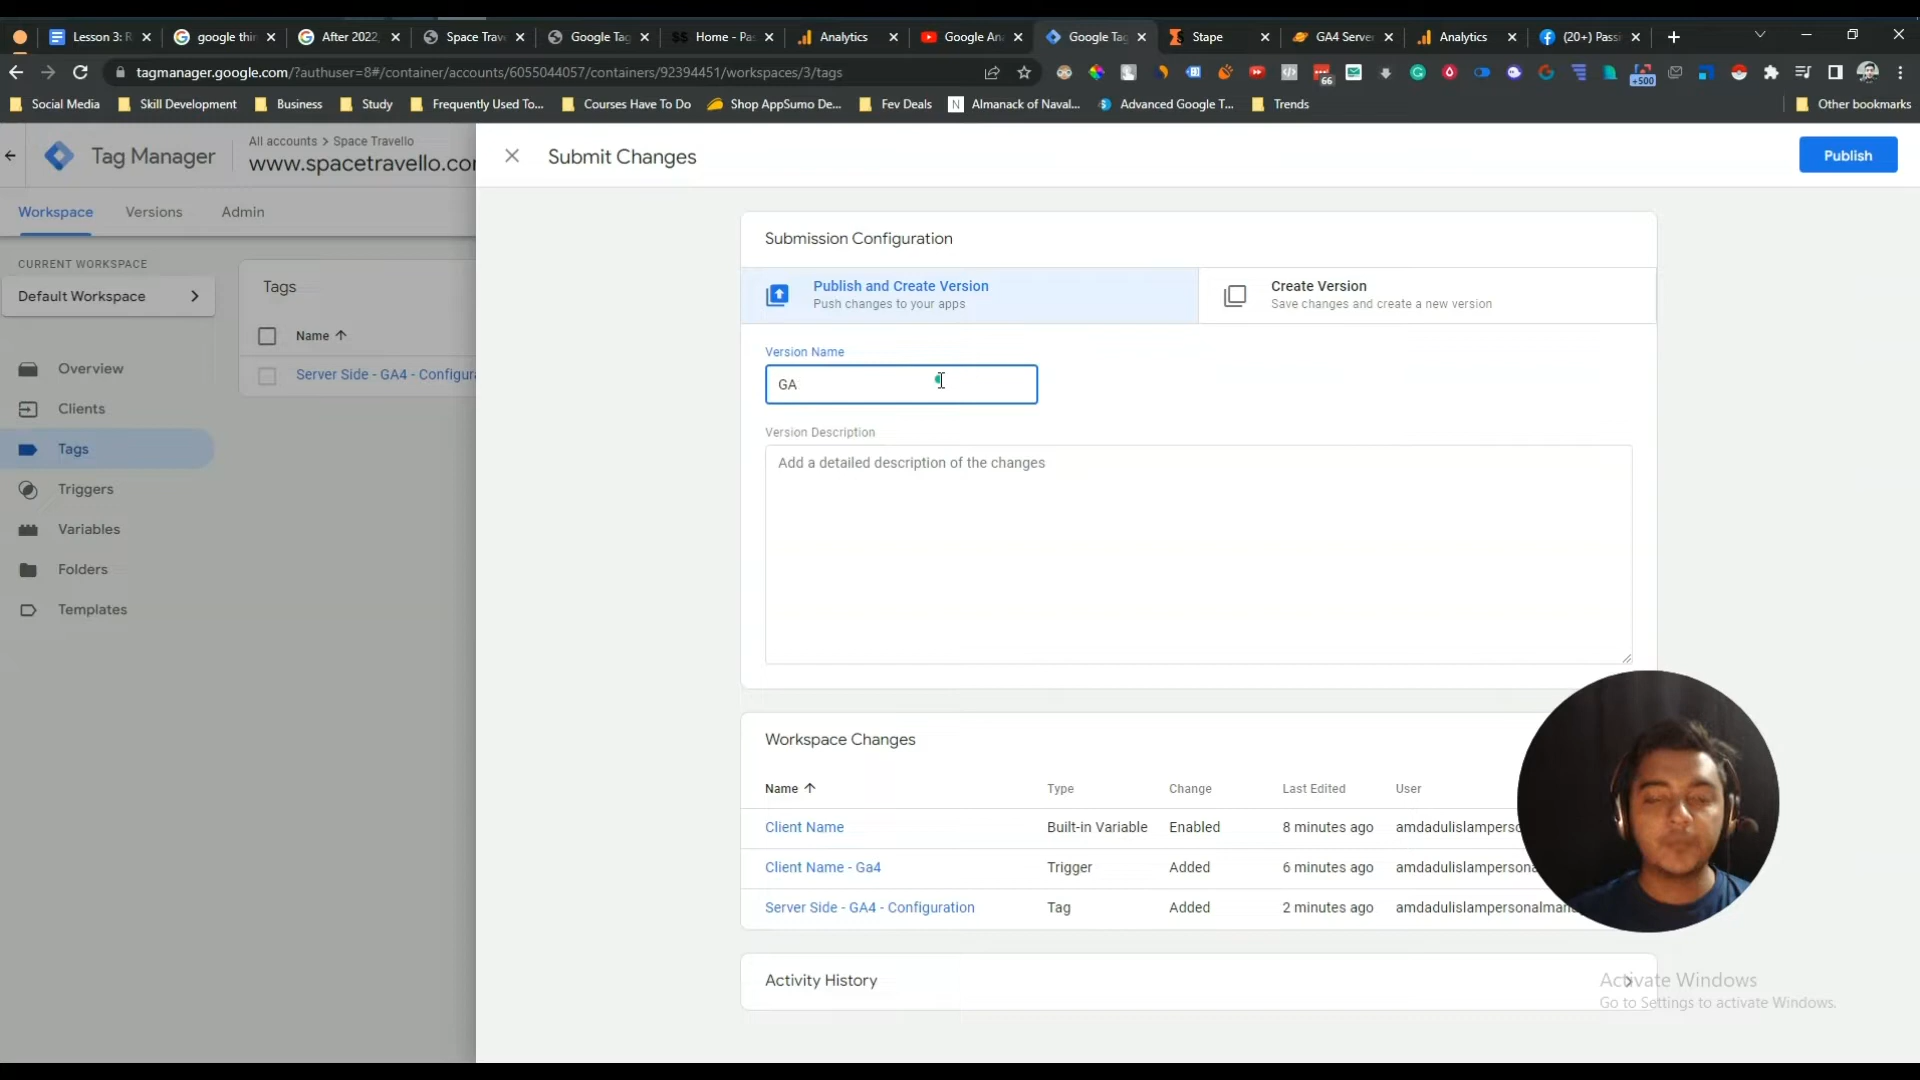 Lesson 3: R
google thi
After 2022,
Space Trave
Google Tag
SS Home - Pa
Analytics
Google An
Google Tag
Stape
GA4 Server
Analytics
(20+) Passi
tagmanager.google.com/?authuser=8#/container/accounts/6055044057/containers/92394451/workspaces/3/tags
66
+500
Social Media
Skill Development
Business
Study
Frequently Used To...
Courses Have To Do
Shop AppSumo De...
Fev Deals
N Almanack of Naval...
Advanced Google T...
Trends
Other bookmarks
Tag Manager
All accounts > Space Travello
www.spacetravello.com
Submit Changes
Publish
Workspace
Versions
Admin
CURRENT WORKSPACE
Default Workspace
Overview
Clients
Tags
Triggers
Variables
Folders
Templates
Tags
Name
Server Side - GA4 - Configura
Submission Configuration
Publish and Create Version
Push changes to your apps
Create Version
Save changes and create a new version
Version Name
GA
Version Description
Add a detailed description of the changes
Workspace Changes
Name Type Change Last Edited User
Client Name Built-in Variable Enabled 8 minutes ago amdadulislamperso
Client Name - Ga4 Trigger Added 6 minutes ago amdadulislampersona
Server Side - GA4 - Configuration Tag Added 2 minutes ago amdadulislampersonalmana
Activity History
Activate Windows
Go to Settings to activate Windows.